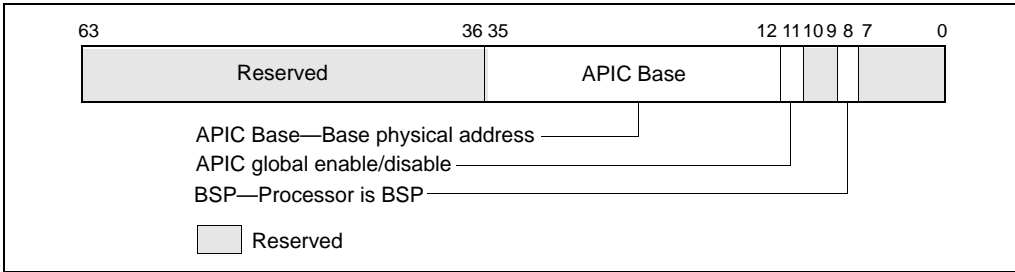 63 36 35 12 11 10 9 8 7 0
Reserved APIC Base
APIC Base—Base physical address
APIC global enable/disable
BSP—Processor is BSP
Reserved